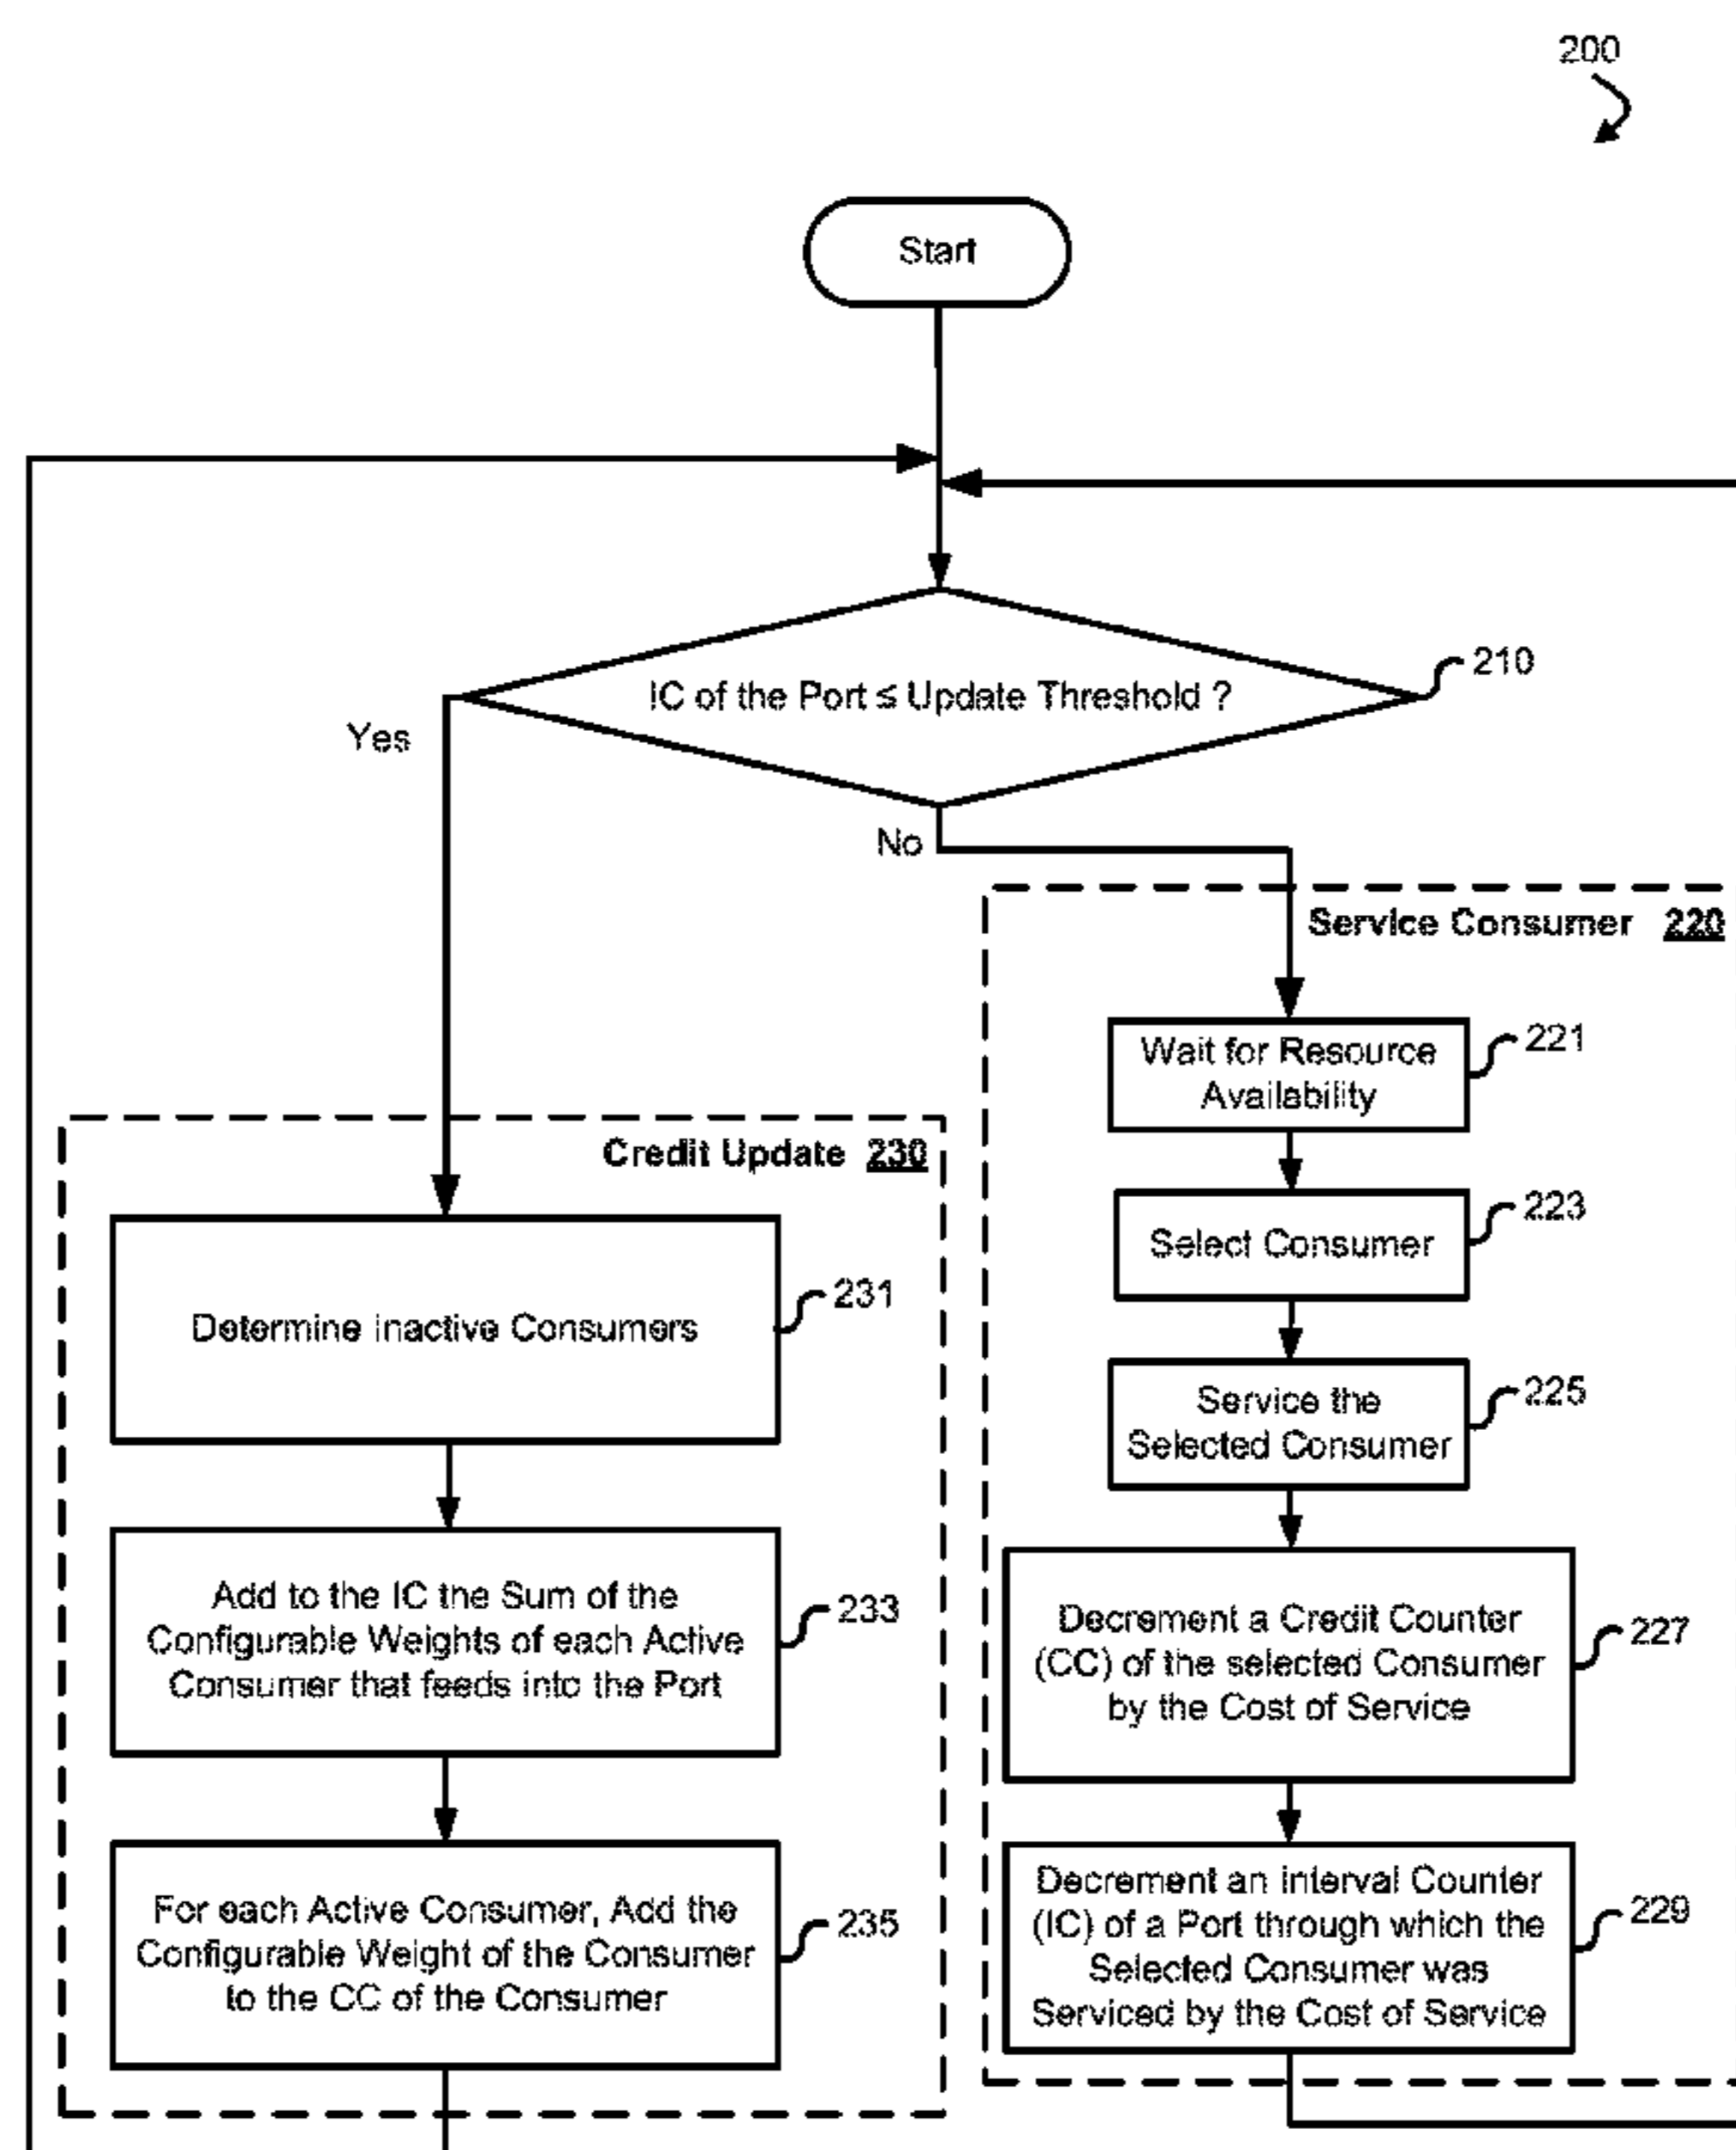 200
Start
IC of the Port ≤ Update Threshold ?
210
Yes
No
Service Consumer 220
Wait for Resource
Availability
221
Select Consumer
223
Service the
Selected Consumer
225
Decrement a Credit Counter
(CC) of the selected Consumer
by the Cost of Service
227
Decrement an interval Counter
(IC) of a Port through which the
Selected Consumer was
Serviced by the Cost of Service
229
Credit Update 230
Determine inactive Consumers
231
Add to the IC the Sum of the
Configurable Weights of each Active
Consumer that feeds into the Port
233
For each Active Consumer, Add the
Configurable Weight of the Consumer
to the CC of the Consumer
235